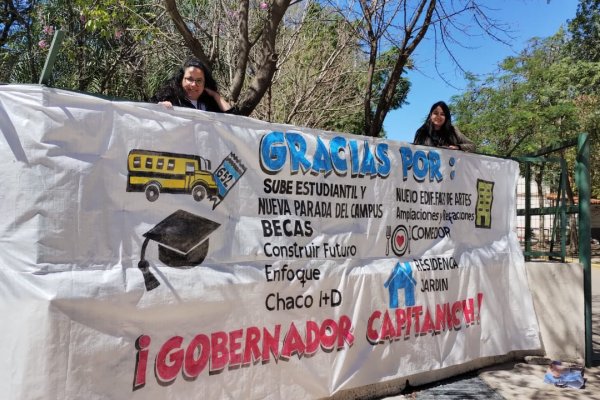 GRACIAS POR:
SUBE ESTUDIANTIL Y
NUEVA PARADA DEL CAMPUS
BECAS
Construir Futuro
Enfoque
Chaco I+D
NUEVO EDIF. FAC DE ARTES
Ampliaciones y
COMEDOR
RESIDENCIA
JARDIN
¡GOBERNADOR CAPITANICH!